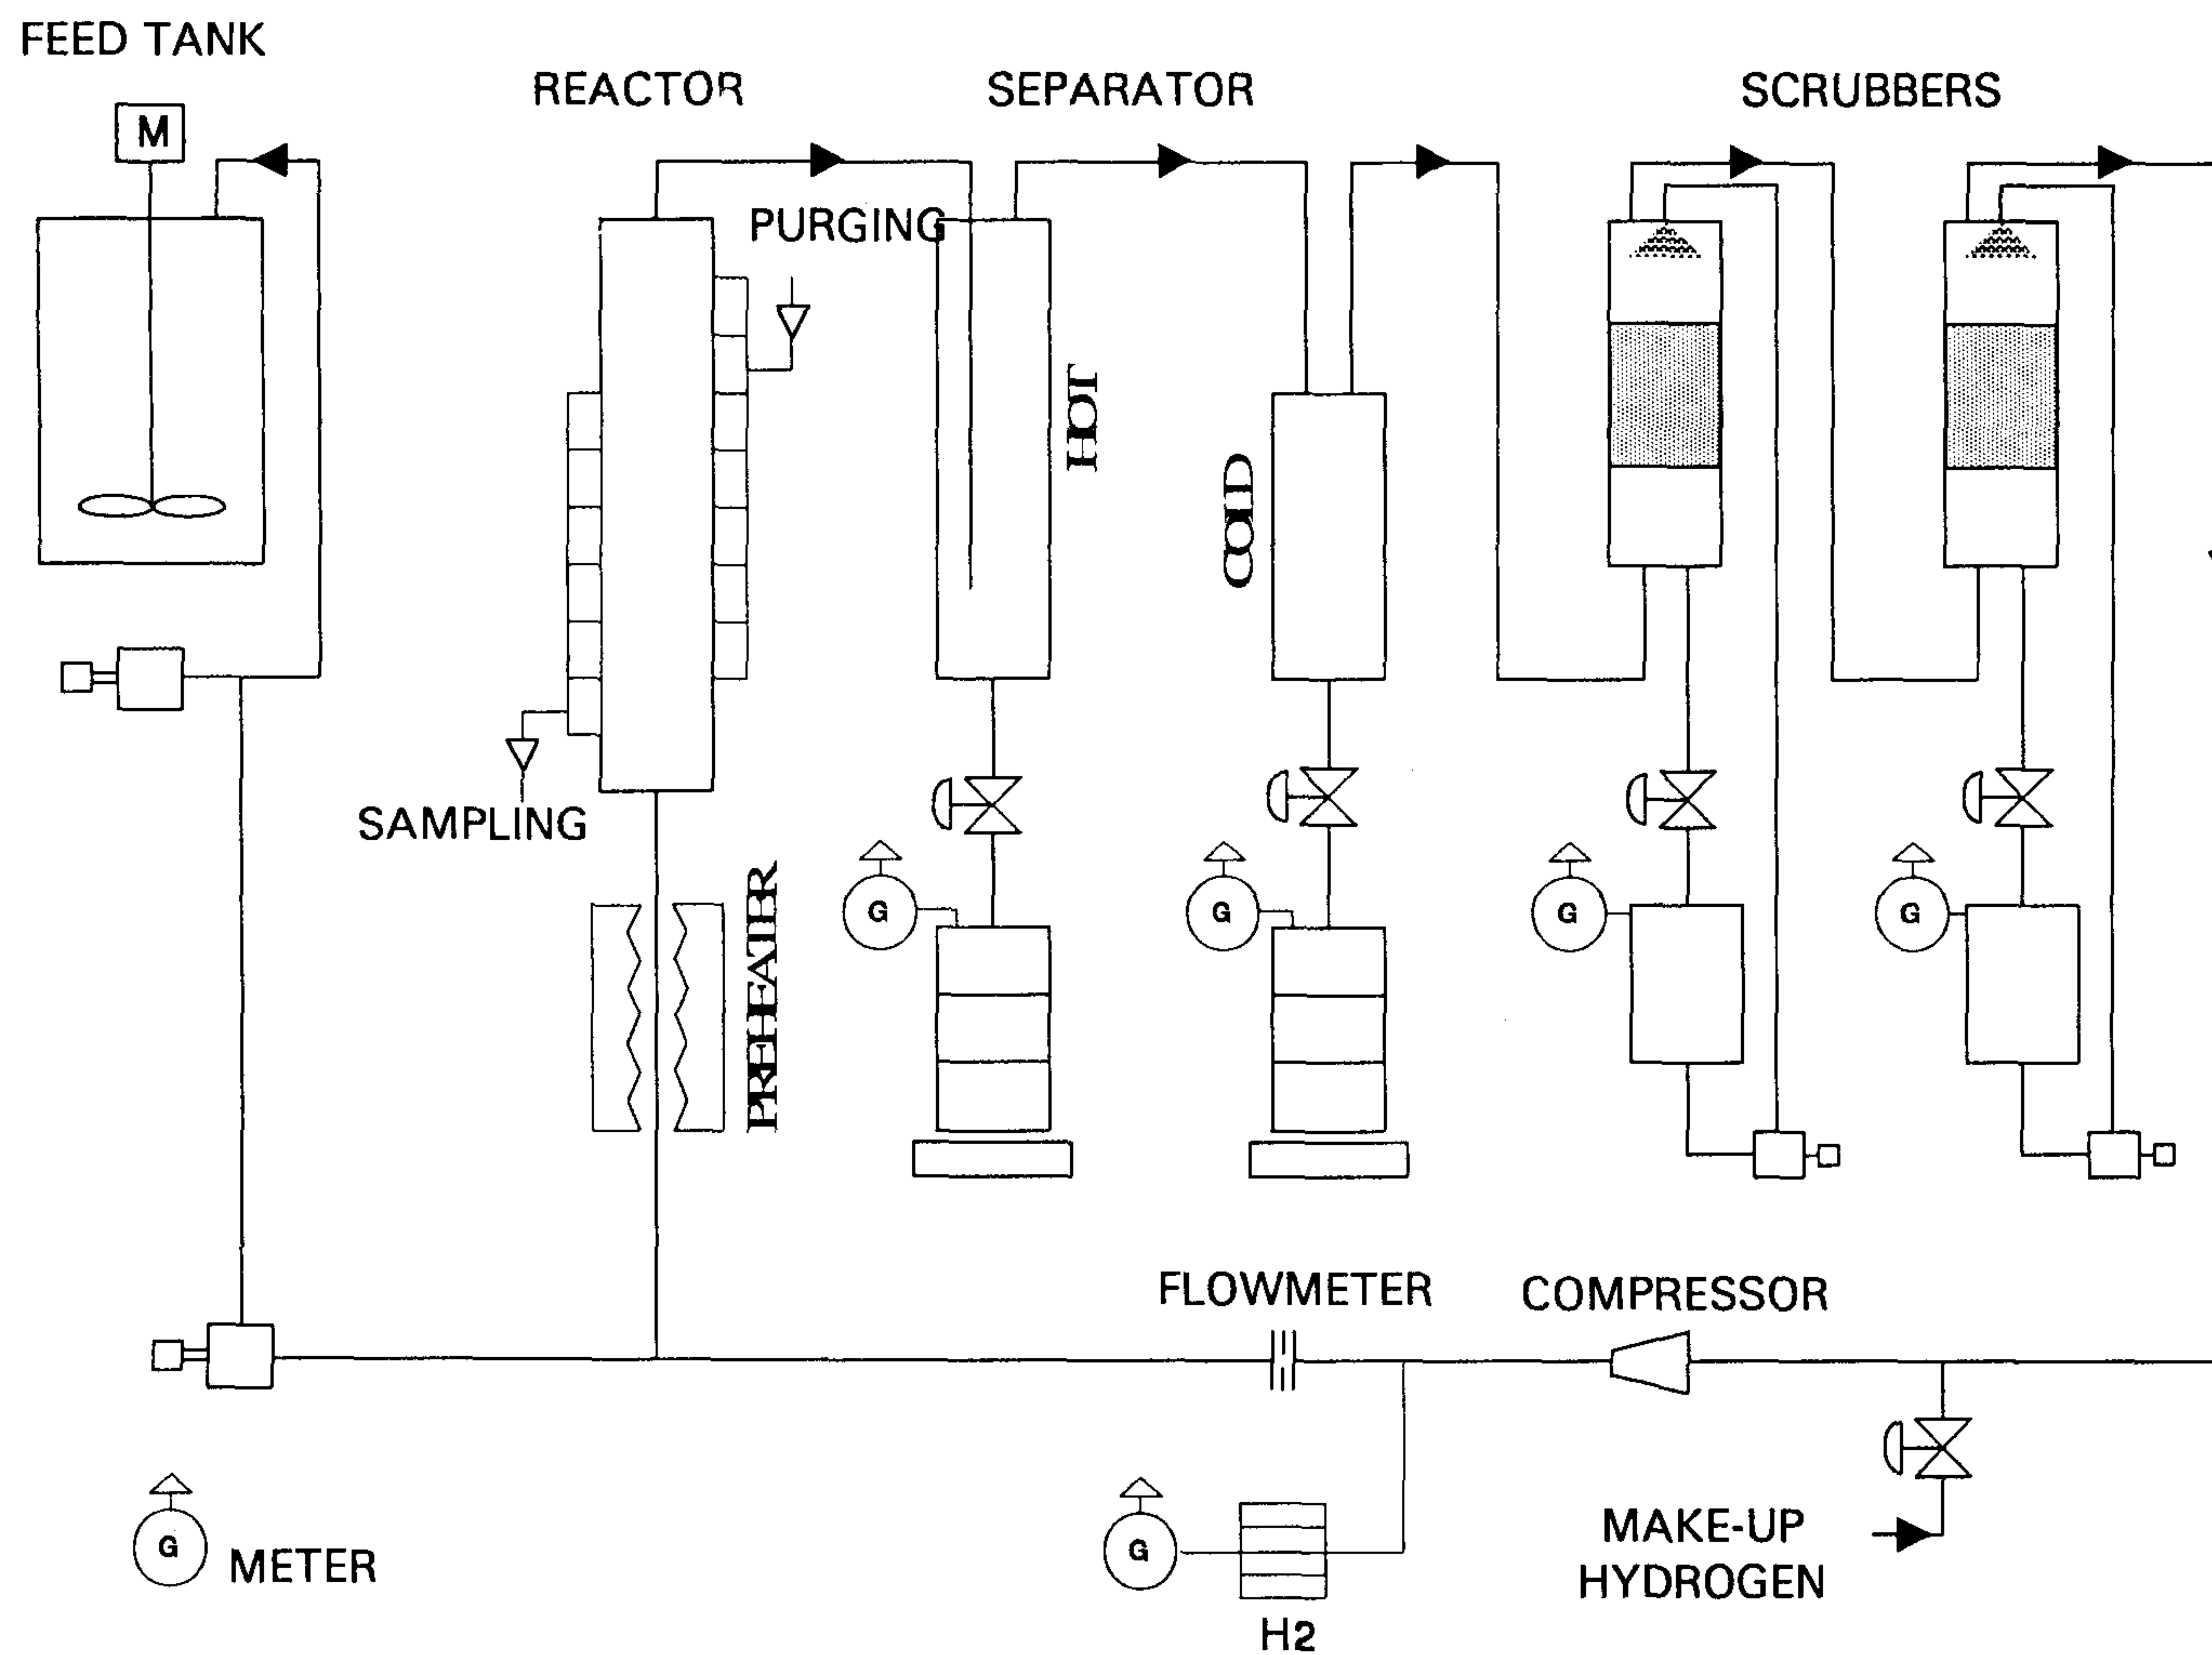 FEED TANK
REACTOR
SEPARATOR
SCRUBBERS
M
PURGING
HOT
COLD
SAMPLING
PREHEATER
G
G
G
G
FLOWMETER
COMPRESSOR
G
METER
G
H2
MAKE-UP
HYDROGEN